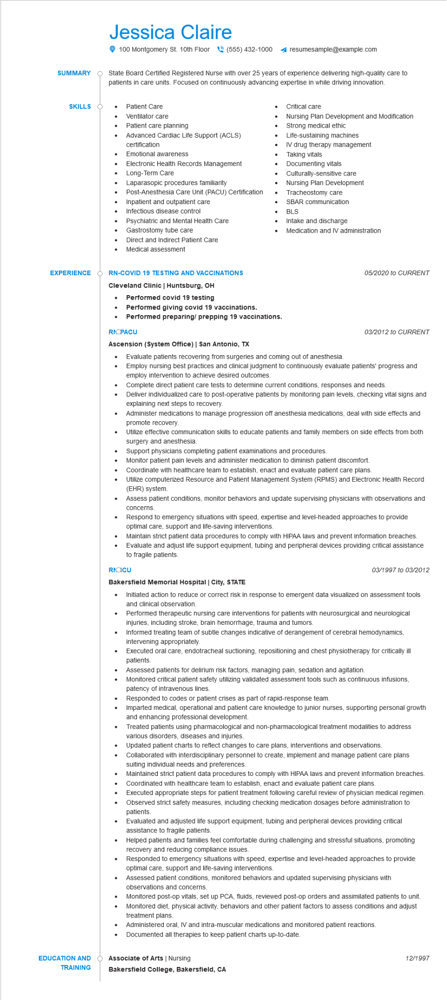 Jessica Claire
100 Montgomery St. 10th Floor (555) 432-1000 resumesample@example.com
SUMMARY
State Board Certified Registered Nurse with over 25 years of experience delivering high-quality care to
patients in care units. Focused on continuously advancing expertise in while driving innovation.
SKILLS
• Patient Care
• Ventilator care
• Patient care planning
• Advanced Cardiac Life Support (ACLS)
certification
• Emotional awareness
• Electronic Health Records Management
• Long-Term Care
• Laparasopic procedures familiarity
• Post-Anesthesia Care Unit (PACU) Certification
• Inpatient and outpatient care
• Infectious disease control
• Psychiatric and Mental Health Care
• Gastrostomy tube care
• Direct and Indirect Patient Care
• Medical assessment
• Critical care
• Nursing Plan Development and Modification
• Strong medical ethic
• Life-sustaining machines
• IV drug therapy management
• Taking vitals
• Documenting vitals
• Culturally-sensitive care
• Nursing Plan Development
• Tracheostomy care
• SBAR communication
• BLS
• Intake and discharge
• Medication and IV administration
EXPERIENCE
RN-COVID 19 TESTING AND VACCINATIONS 05/2020 to CURRENT
Cleveland Clinic | Huntsburg, OH
• Performed covid 19 testing
• Performed giving covid 19 vaccinations.
• Performed preparing/ prepping 19 vaccinations.
RN-PACU 03/2012 to CURRENT
Ascension (System Office) | San Antonio, TX
• Evaluate patients recovering from surgeries and coming out of anesthesia.
• Employ nursing best practices and clinical judgment to continuously evaluate patients' progress and
employ intervention to achieve desired outcomes.
• Complete direct patient care tests to determine current conditions, responses and needs.
• Deliver individualized care to post-operative patients by monitoring pain levels, checking vital signs and
explaining next steps to recovery.
• Administer medications to manage progression off anesthesia medications, deal with side effects and
promote recovery.
• Utilize effective communication skills to educate patients and family members on side effects from both
surgery and anesthesia.
• Support physicians completing patient examinations and procedures.
• Monitor patient pain levels and administer medication to diminish patient discomfort.
• Coordinate with healthcare team to establish, enact and evaluate patient care plans.
• Utilize computerized Resource and Patient Management System (RPMS) and Electronic Health Record
(EHR) system.
• Assess patient conditions, monitor behaviors and update supervising physicians with observations and
concerns.
• Respond to emergency situations with speed, expertise and level-headed approaches to provide
optimal care, support and life-saving interventions.
• Maintain strict patient data procedures to comply with HIPAA laws and prevent information breaches.
• Evaluate and adjust life support equipment, tubing and peripheral devices providing critical assistance
to fragile patients.
RN-ICU 03/1997 to 03/2012
Bakersfield Memorial Hospital | City, STATE
• Initiated action to reduce or correct risk in response to emergent data visualized on assessment tools
and clinical observation.
• Performed therapeutic nursing care interventions for patients with neurosurgical and neurological
injuries, including stroke, brain hemorrhage, trauma and tumors.
• Informed treating team of subtle changes indicative of derangement of cerebral hemodynamics,
intervening appropriately.
• Executed oral care, endotracheal suctioning, repositioning and chest physiotherapy for critically ill
patients.
• Assessed patients for delirium risk factors, managing pain, sedation and agitation.
• Monitored critical patient safety utilizing validated assessment tools such as continuous infusions,
patency of intravenous lines.
• Responded to codes or patient crises as part of rapid-response team.
• Imparted medical, operational and patient care knowledge to junior nurses, supporting personal growth
and enhancing professional development.
• Treated patients using pharmacological and non-pharmacological treatment modalities to address
various disorders, diseases and injuries.
• Updated patient charts to reflect changes to care plans, interventions and observations.
• Collaborated with interdisciplinary personnel to create, implement and manage patient care plans
suiting individual needs and preferences.
• Maintained strict patient data procedures to comply with HIPAA laws and prevent information breaches.
• Coordinated with healthcare team to establish, enact and evaluate patient care plans.
• Executed appropriate steps for patient treatment following careful review of physician medical regimen.
• Observed strict safety measures, including checking medication dosages before administration to
patients.
• Evaluated and adjusted life support equipment, tubing and peripheral devices providing critical
assistance to fragile patients.
• Helped patients and families feel comfortable during challenging and stressful situations, promoting
recovery and reducing compliance issues.
• Responded to emergency situations with speed, expertise and level-headed approaches to provide
optimal care, support and life-saving interventions.
• Assessed patient conditions, monitored behaviors and updated supervising physicians with
observations and concerns.
• Monitored post-op vitals, set up PCA, fluids, reviewed post-op orders and assimilated patients to unit.
• Monitored diet, physical activity, behaviors and other patient factors to assess conditions and adjust
treatment plans.
• Administered oral, IV and intra-muscular medications and monitored patient reactions.
• Documented all therapies to keep patient charts up-to-date.
EDUCATION AND
TRAINING
Associate of Arts | Nursing 12/1997
Bakersfield College, Bakersfield, CA